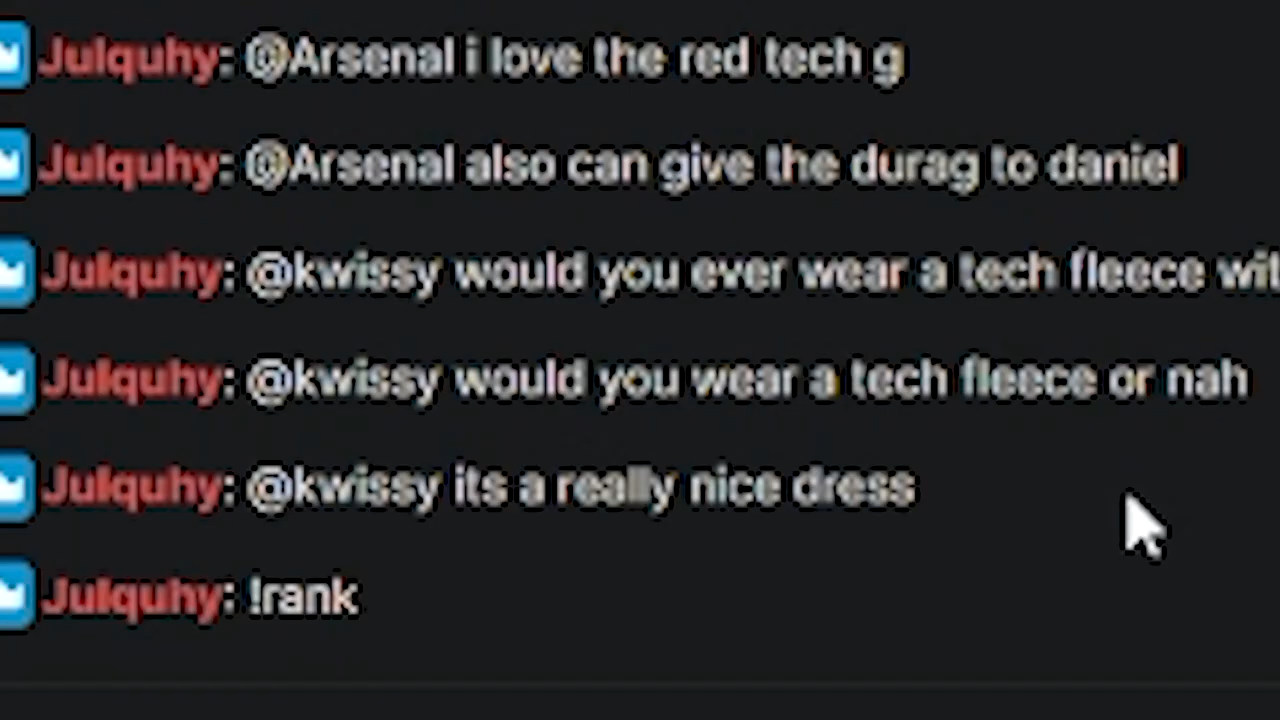 Julquhy: @Arsenal i love the red tech g
Julquhy: @Arsenal also can give the durag to daniel
Julquhy: @kwissy would you ever wear a tech fleece
Julquhy: @kwissy would you wear a tech fleece or nah
Julquhy: @kwissy its a really nice dress
Julquhy: !rank